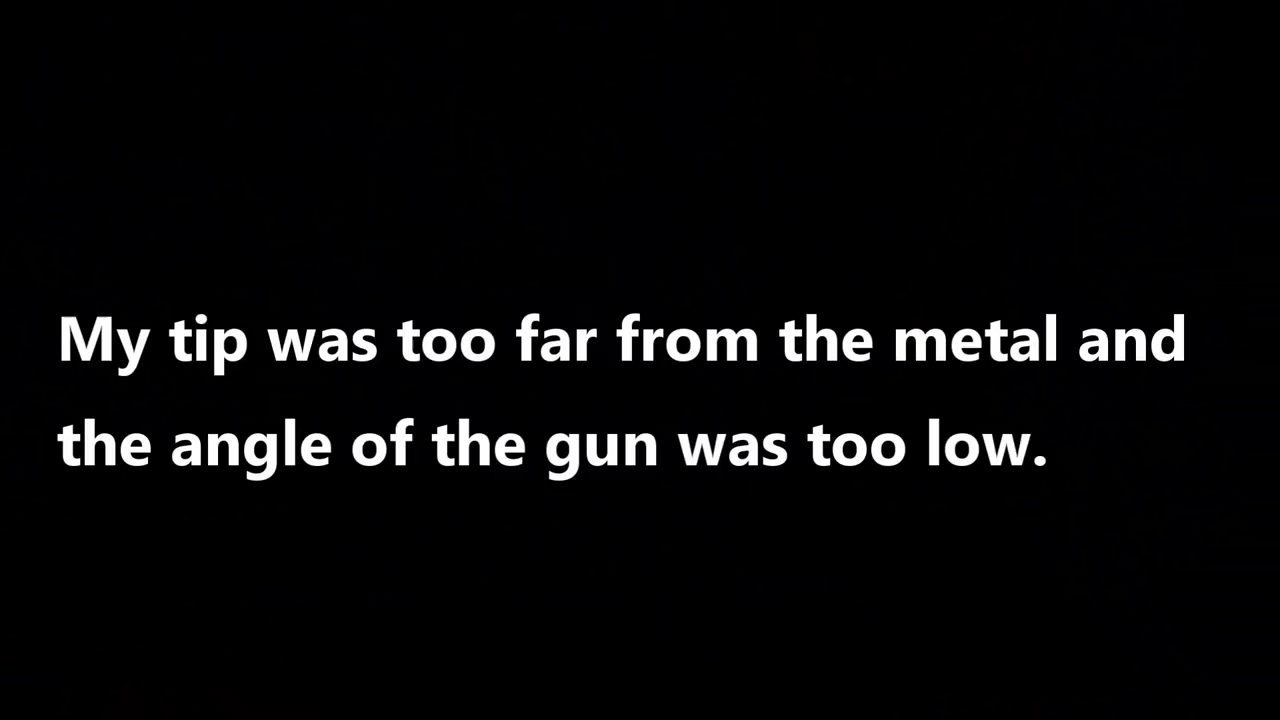 My tip was too far from the metal and
the angle of the gun was too low.